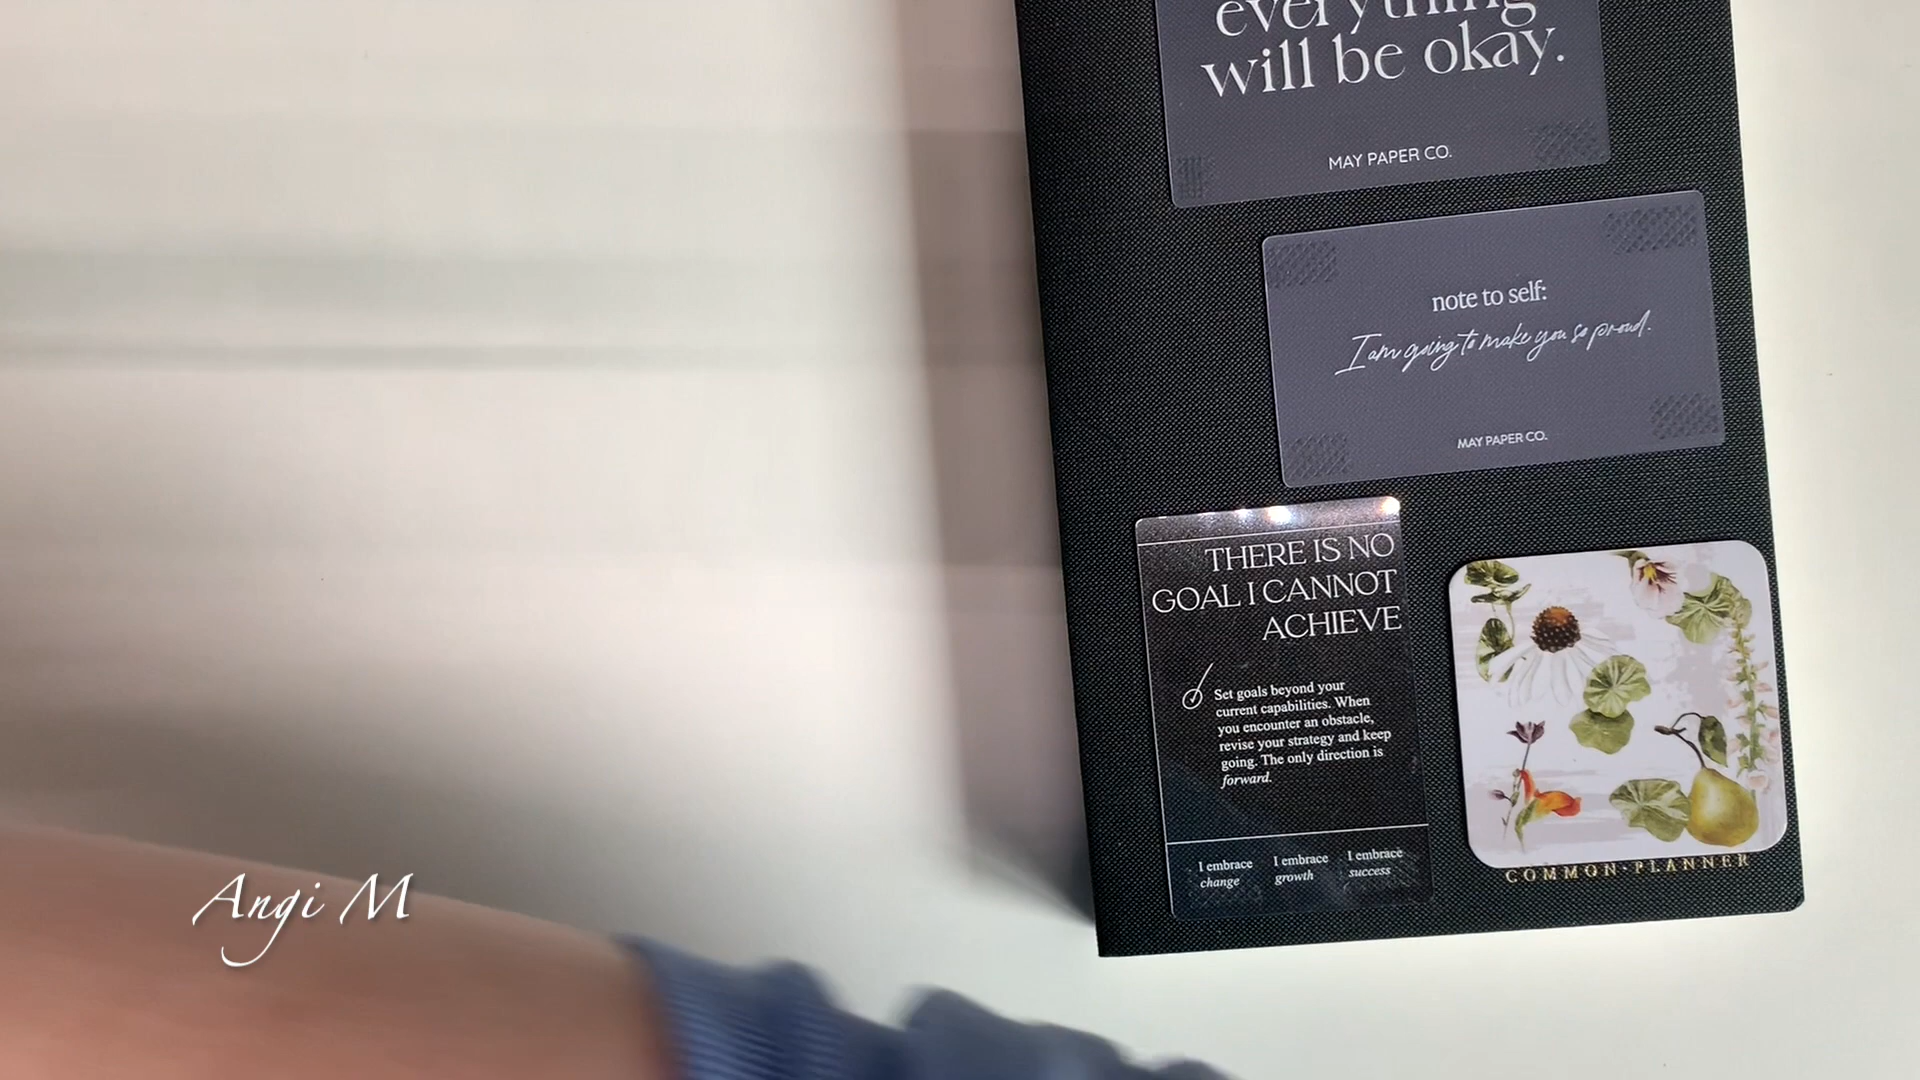 everything
will be okay.
MAY PAPER CO.
note to self:
I am going to make you so proud.
MAY PAPER CO.
THERE IS NO
GOAL I CANNOT
ACHIEVE
Set goals beyond your
current capabilities. When
you encounter an obstacle,
revise your strategy and keep
going. The only direction is
forward.
I embrace
change
I embrace
growth
I embrace
success
COMMON·PLANNER
Angi M